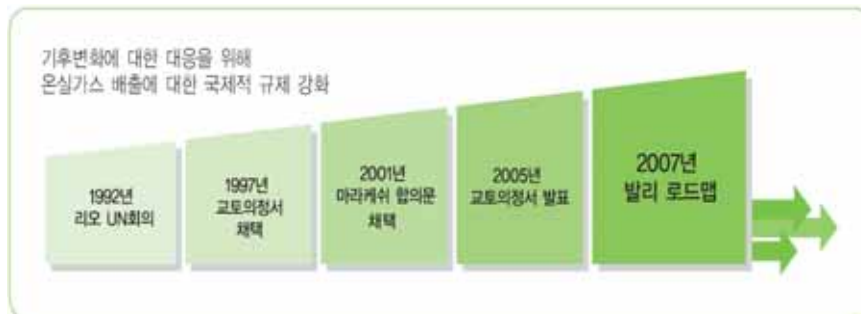 기후변화에 대한 대응을 위해
온실가스 배출에 대한 국제적 규제 강화
1992년
리오 UN회의
1997년
교토의정서
채택
2001년
마라케쉬 합의문
채택
2005년
교토의정서 발표
2007년
발리 로드맵